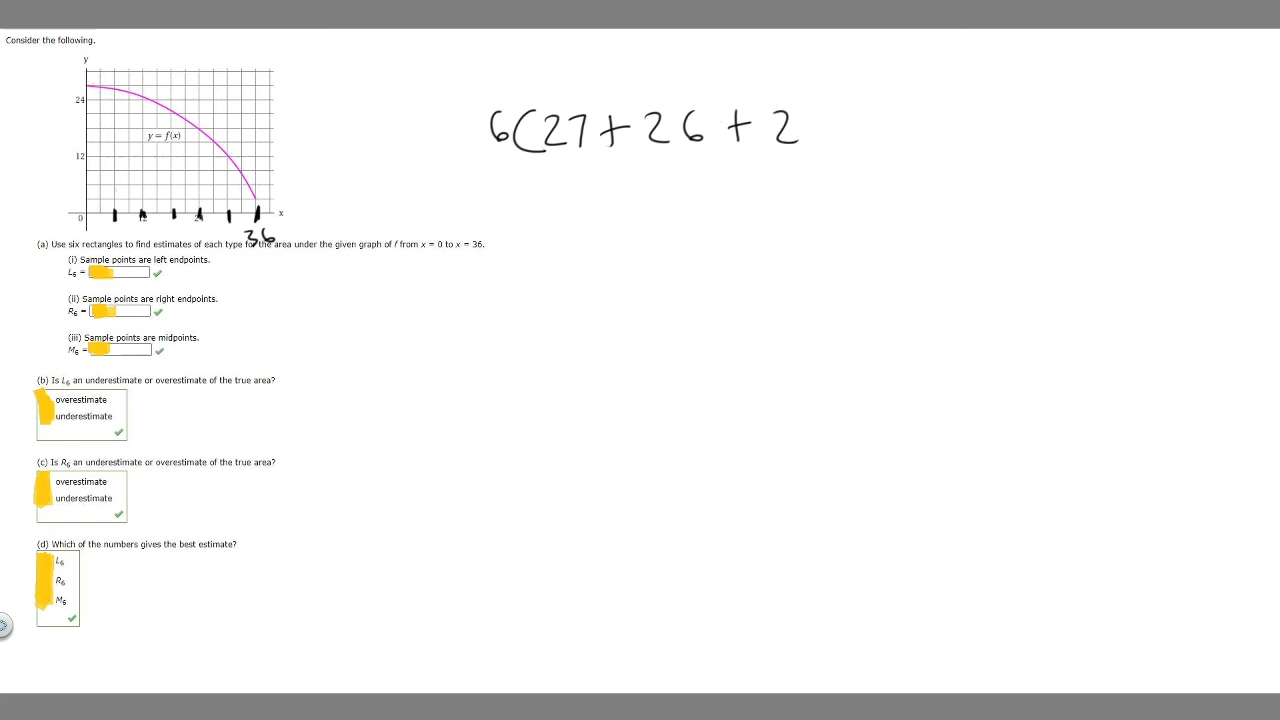 Consider the following.
y
24
y = f(x)
12
0
12
24
x
36
6(27+26+2
(a) Use six rectangles to find estimates of each type for the area under the given graph of f from x = 0 to x = 36.
(i) Sample points are left endpoints.
L6 =
(ii) Sample points are right endpoints.
R6 =
(iii) Sample points are midpoints.
M6 =
(b) Is L6 an underestimate or overestimate of the true area?
overestimate
underestimate
(c) Is R6 an underestimate or overestimate of the true area?
overestimate
underestimate
(d) Which of the numbers gives the best estimate?
L6
R6
M6